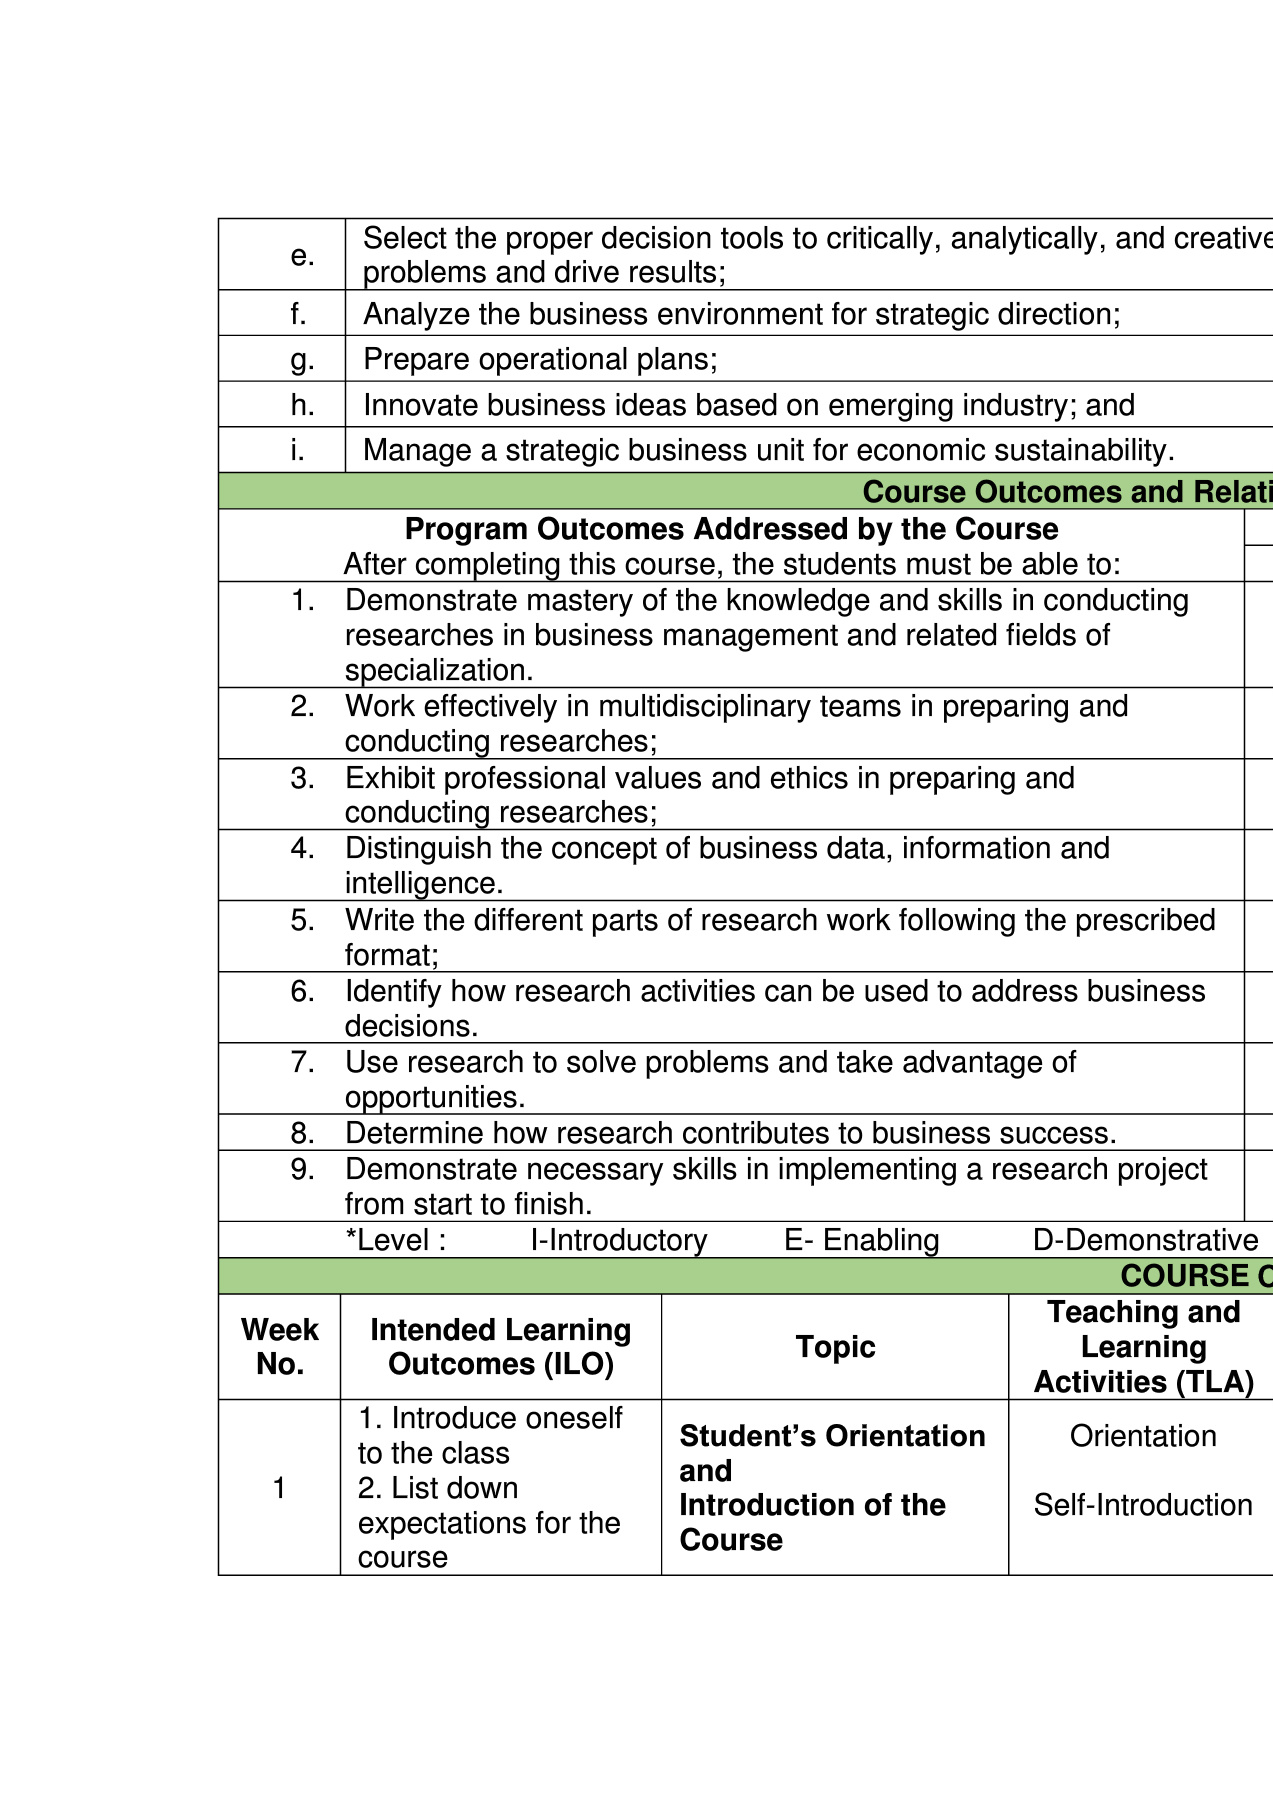 e.
Select the proper decision tools to critically, analytically, and creative
problems and drive results;
f.
Analyze the business environment for strategic direction;
g.
Prepare operational plans;
h.
Innovate business ideas based on emerging industry; and
i.
Manage a strategic business unit for economic sustainability.
Course Outcomes and Relati
Program Outcomes Addressed by the Course
After completing this course, the students must be able to:
1. Demonstrate mastery of the knowledge and skills in conducting
researches in business management and related fields of
specialization.
2. Work effectively in multidisciplinary teams in preparing and
conducting researches;
3. Exhibit professional values and ethics in preparing and
conducting researches;
4. Distinguish the concept of business data, information and
intelligence.
5. Write the different parts of research work following the prescribed
format;
6. Identify how research activities can be used to address business
decisions.
7. Use research to solve problems and take advantage of
opportunities.
8. Determine how research contributes to business success.
9. Demonstrate necessary skills in implementing a research project
from start to finish.
*Level : I-Introductory E- Enabling D-Demonstrative
COURSE
Week
No.
Intended Learning
Outcomes (ILO)
Topic
Teaching and
Learning
Activities (TLA)
1
1. Introduce oneself
to the class
2. List down
expectations for the
course
Student’s Orientation
and
Introduction of the
Course
Orientation
Self-Introduction